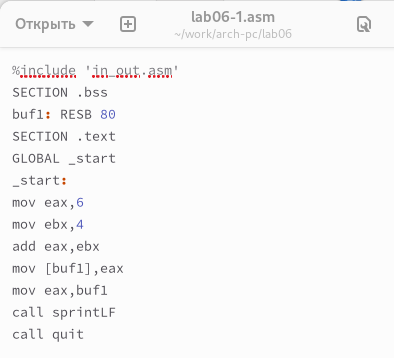 Открыть
lab06-1.asm
~/work/arch-pc/lab06
%include 'in_out.asm'
SECTION .bss
buf1: RESB 80
SECTION .text
GLOBAL _start
_start:
mov eax,6
mov ebx,4
add eax,ebx
mov [buf1],eax
mov eax,buf1
call sprintLF
call quit